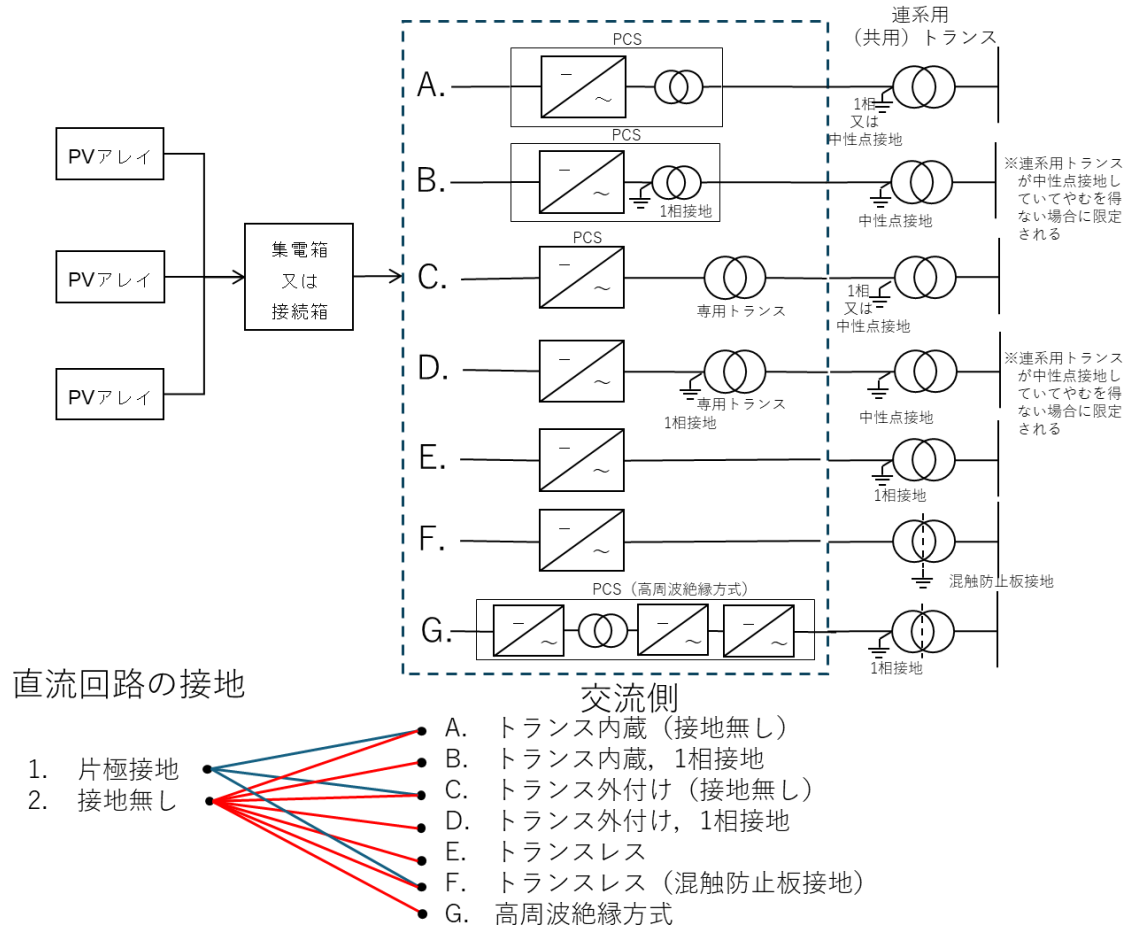 連系用
（共用）トランス
PCS
A.
－
～
1相
又は
中性点接地
PVアレイ
PCS
B.
－
～
1相接地
中性点接地
※連系用トランス
が中性点接地し
ていてやむを得
ない場合に限定
される
集電箱
又は
接続箱
PVアレイ
PCS
C.
－
～
専用トランス
1相
又は
中性点接地
PVアレイ
D.
－
～
専用トランス
1相接地
中性点接地
※連系用トランス
が中性点接地し
ていてやむを得
ない場合に限定
される
E.
－
～
1相接地
F.
－
～
混触防止板接地
PCS（高周波絶縁方式）
G.
－
～
－
～
－
～
1相接地
直流回路の接地
交流側
1. 片極接地
2. 接地無し
A. トランス内蔵（接地無し）
B. トランス内蔵，1相接地
C. トランス外付け（接地無し）
D. トランス外付け，1相接地
E. トランスレス
F. トランスレス（混触防止板接地）
G. 高周波絶縁方式